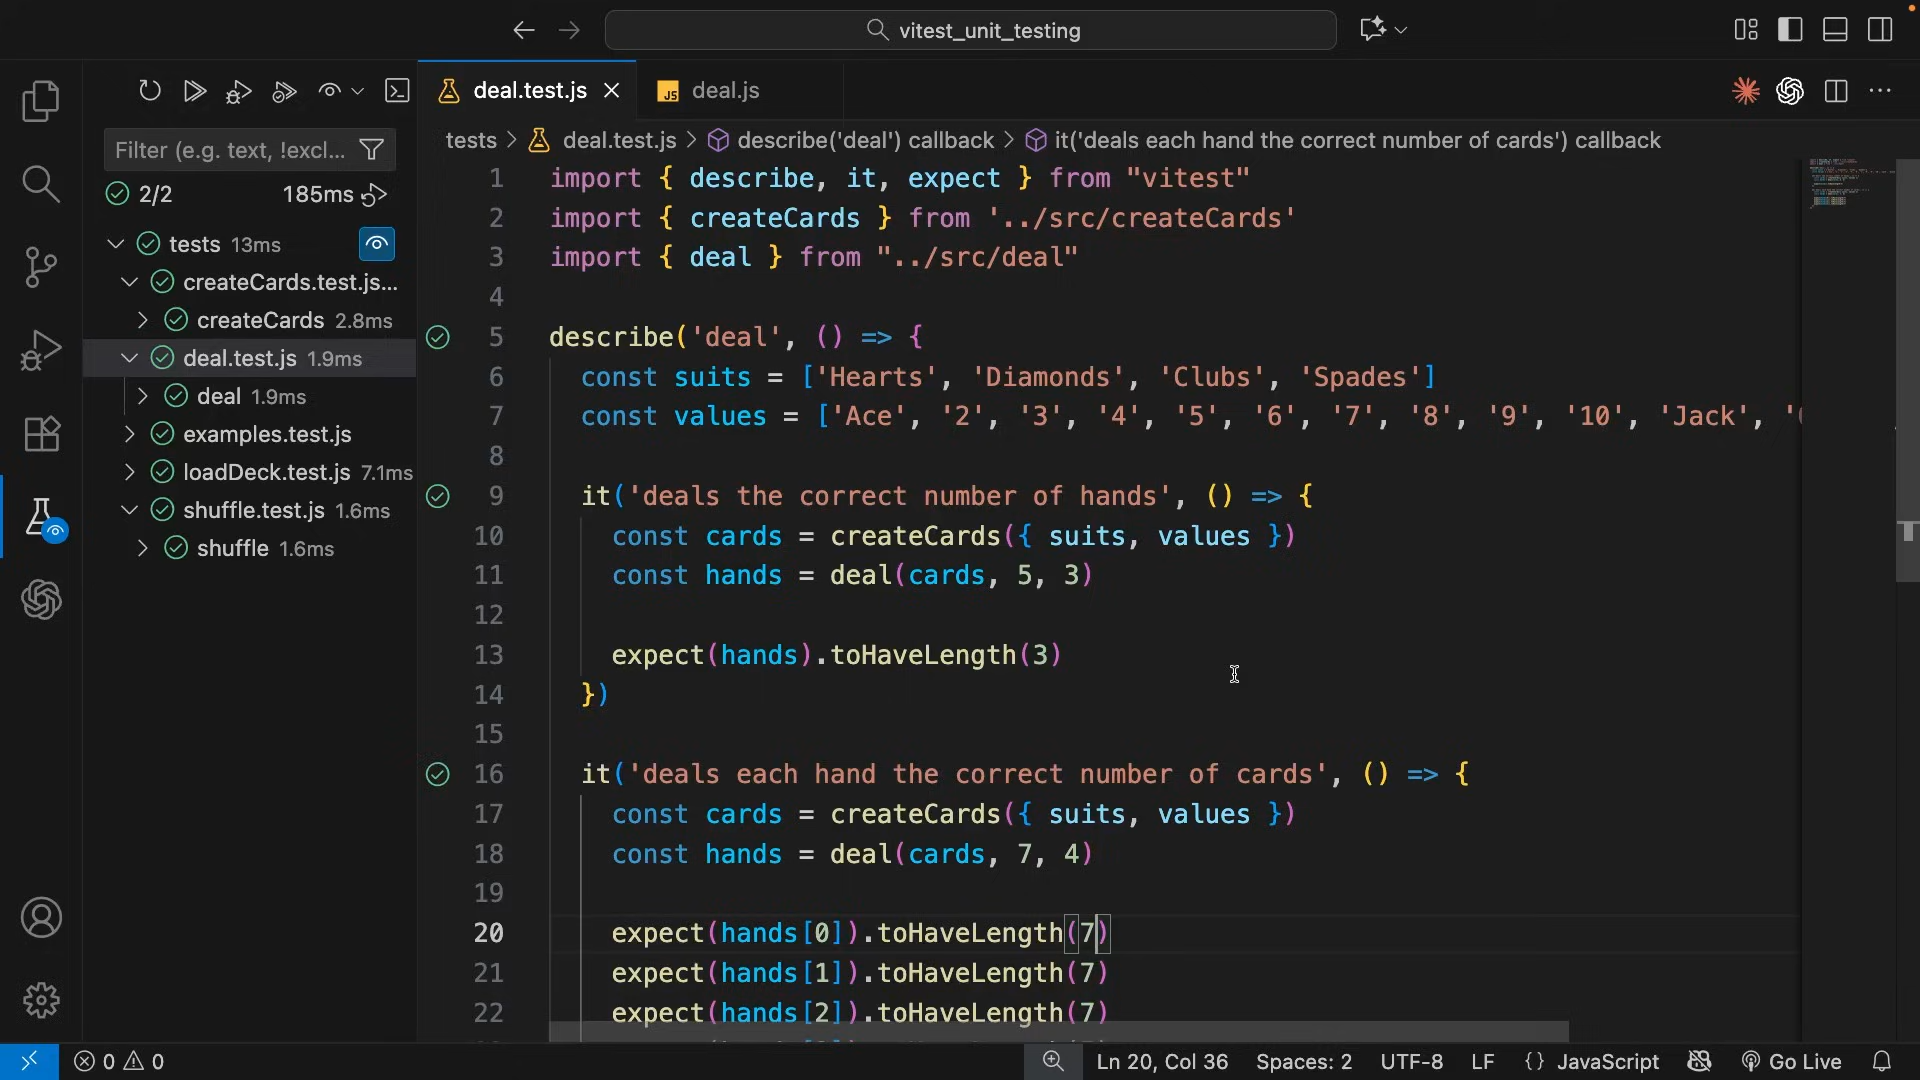 vitest_unit_testing
deal.test.js
JS deal.js
Filter (e.g. text, !excl...
tests > deal.test.js > describe('deal') callback > it('deals each hand the correct number of cards') callback
2/2 185ms
tests 13ms
createCards.test.js...
createCards 2.8ms
deal.test.js 1.9ms
deal 1.9ms
examples.test.js
loadDeck.test.js 7.1ms
shuffle.test.js 1.6ms
shuffle 1.6ms
1 import { describe, it, expect } from "vitest"
2 import { createCards } from '../src/createCards'
3 import { deal } from "../src/deal"
4
5 describe('deal', () => {
6 const suits = ['Hearts', 'Diamonds', 'Clubs', 'Spades']
7 const values = ['Ace', '2', '3', '4', '5', '6', '7', '8', '9', '10', 'Jack', '
8
9 it('deals the correct number of hands', () => {
10 const cards = createCards({ suits, values })
11 const hands = deal(cards, 5, 3)
12
13 expect(hands).toHaveLength(3)
14 })
15
16 it('deals each hand the correct number of cards', () => {
17 const cards = createCards({ suits, values })
18 const hands = deal(cards, 7, 4)
19
20 expect(hands[0]).toHaveLength(7)
21 expect(hands[1]).toHaveLength(7)
22 expect(hands[2]).toHaveLength(7)
0 0 Ln 20, Col 36 Spaces: 2 UTF-8 LF {} JavaScript Go Live